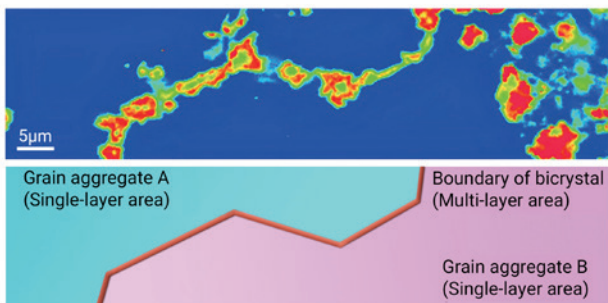 5μm
Grain aggregate A
(Single-layer area)
Boundary of bicrystal
(Multi-layer area)
Grain aggregate B
(Single-layer area)